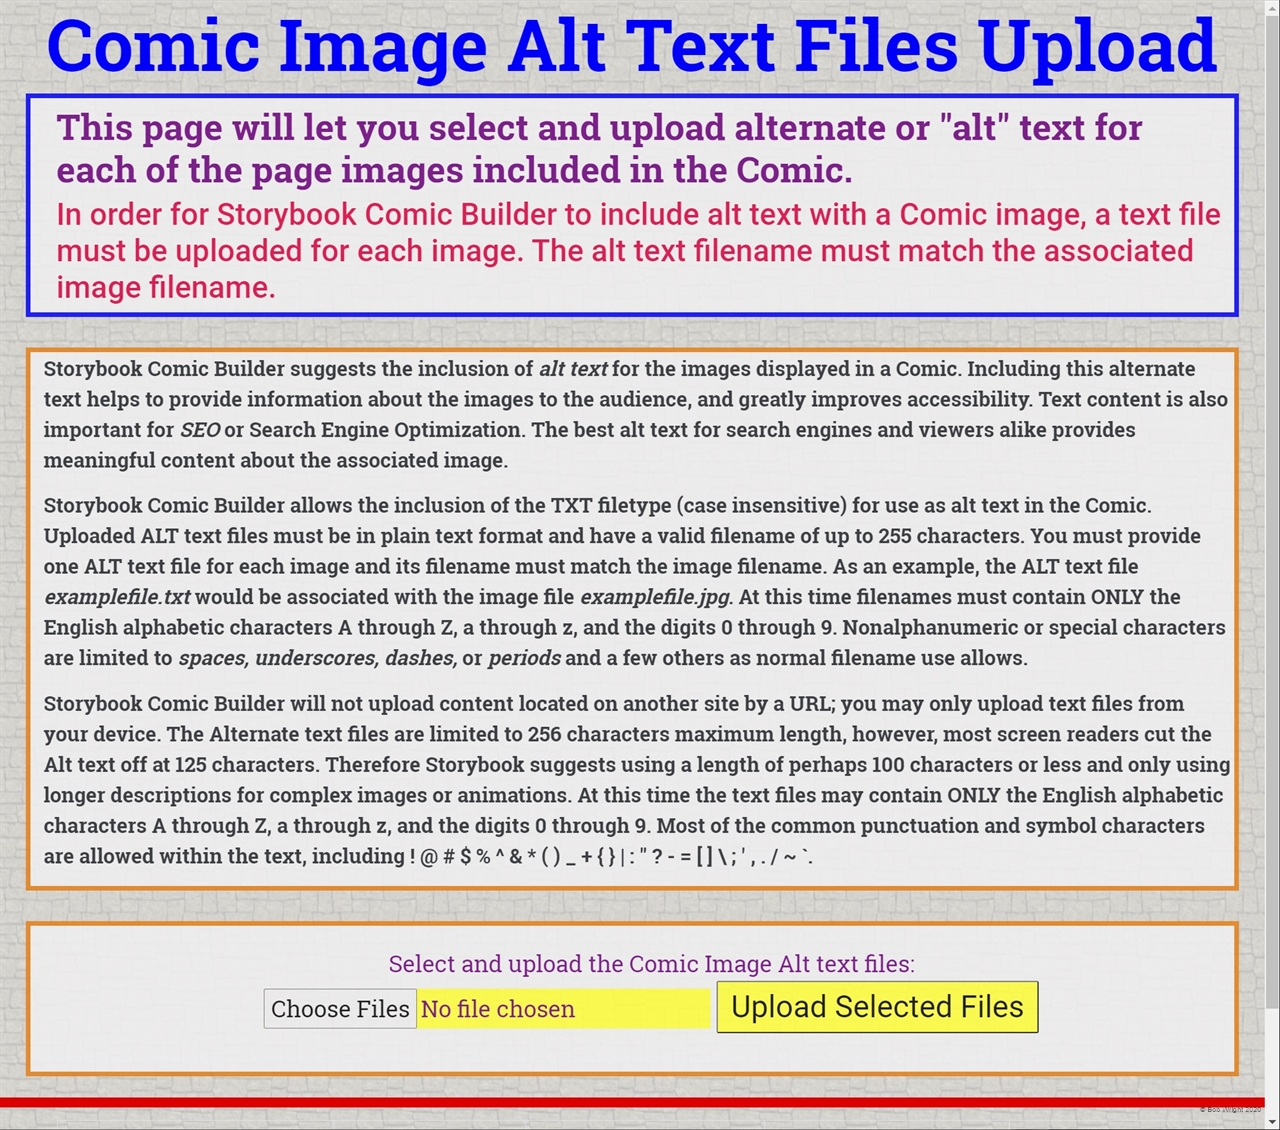 Comic Image Alt Text Files Upload
This page will let you select and upload alternate or "alt" text for
each of the page images included in the Comic.
In order for Storybook Comic Builder to include alt text with a Comic image, a text file
must be uploaded for each image. The alt text filename must match the associated
image filename.
Storybook Comic Builder suggests the inclusion of alt text for the images displayed in a Comic. Including this alternate
text helps to provide information about the images to the audience, and greatly improves accessibility. Text content is also
important for SEO or Search Engine Optimization. The best alt text for search engines and viewers alike provides
meaningful content about the associated image.
Storybook Comic Builder allows the inclusion of the TXT filetype (case insensitive) for use as alt text in the Comic.
Uploaded ALT text files must be in plain text format and have a valid filename of up to 255 characters. You must provide
one ALT text file for each image and its filename must match the image filename. As an example, the ALT text file
examplefile.txt would be associated with the image file examplefile.jpg. At this time filenames must contain ONLY the
English alphabetic characters A through Z, a through z, and the digits 0 through 9. Nonalphanumeric or special characters
are limited to spaces, underscores, dashes, or periods and a few others as normal filename use allows.
Storybook Comic Builder will not upload content located on another site by a URL; you may only upload text files from
your device. The Alternate text files are limited to 256 characters maximum length, however, most screen readers cut the
Alt text off at 125 characters. Therefore Storybook suggests using a length of perhaps 100 characters or less and only using
longer descriptions for complex images or animations. At this time the text files may contain ONLY the English alphabetic
characters A through Z, a through z, and the digits 0 through 9. Most of the common punctuation and symbol characters
are allowed within the text, including ! @ # $ % ^ & * ( ) _ + { } | : " ? - = [ ] \ ; ' , . / ~ `.
Select and upload the Comic Image Alt text files:
Choose Files No file chosen Upload Selected Files
© Bob Wright 2020